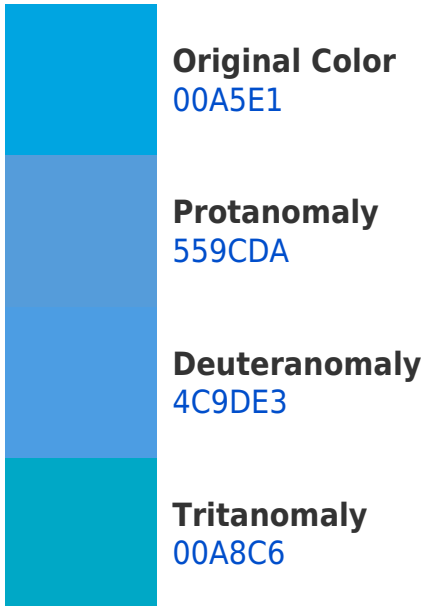 Original Color
00A5E1
Protanomaly
559CDA
Deuteranomaly
4C9DE3
Tritanomaly
00A8C6